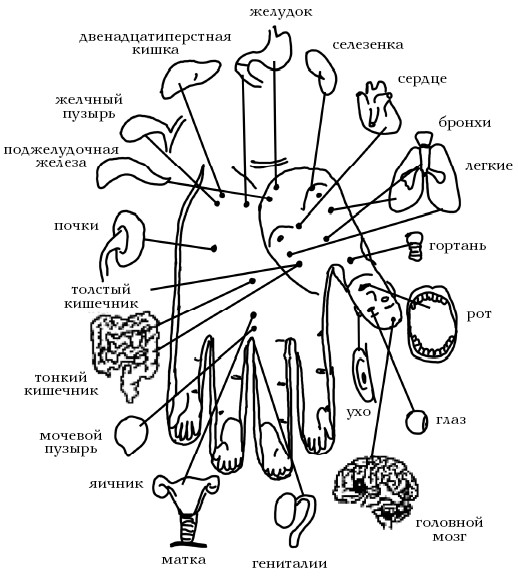 желудок
двенадцатиперстная
кишка
селезенка
сердце
желчный
пузырь
бронхи
поджелудочная
железа
легкие
почки
гортань
толстый
кишечник
рот
тонкий
кишечник
ухо
глаз
мочевой
пузырь
яичник
головной
мозг
матка
гениталии